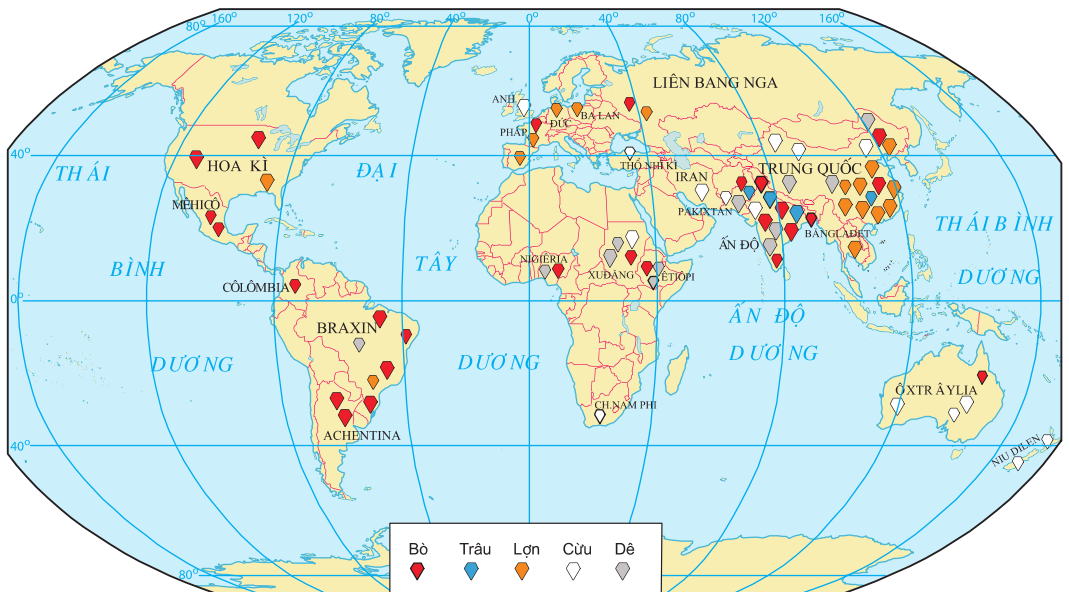 80° 160° 120° 80° 40° 0° 40° 80° 120° 160°
LIÊN BANG NGA
ANH
ĐỨC
BA LAN
PHÁP
40°
THÁI
HOA KÌ
ĐẠI
THỔ NHĨ KÌ
IRAN
TRUNG QUỐC
MÊHICÔ
PAKIXTAN
THÁI BÌNH
BĂNGLAĐET
ẤN ĐỘ
BÌNH
TÂY
NIGIÊRIA
XUĐĂNG
ÊTIÔPI
DƯƠNG
CÔLÔMBIA
0°
BRAXIN
ẤN ĐỘ
DƯƠNG
DƯƠNG
DƯƠNG
ÔXTRÂYLIA
CH.NAM PHI
ACHENTINA
40°
NIU DILEN
Bò Trâu Lợn Cừu Dê
80°